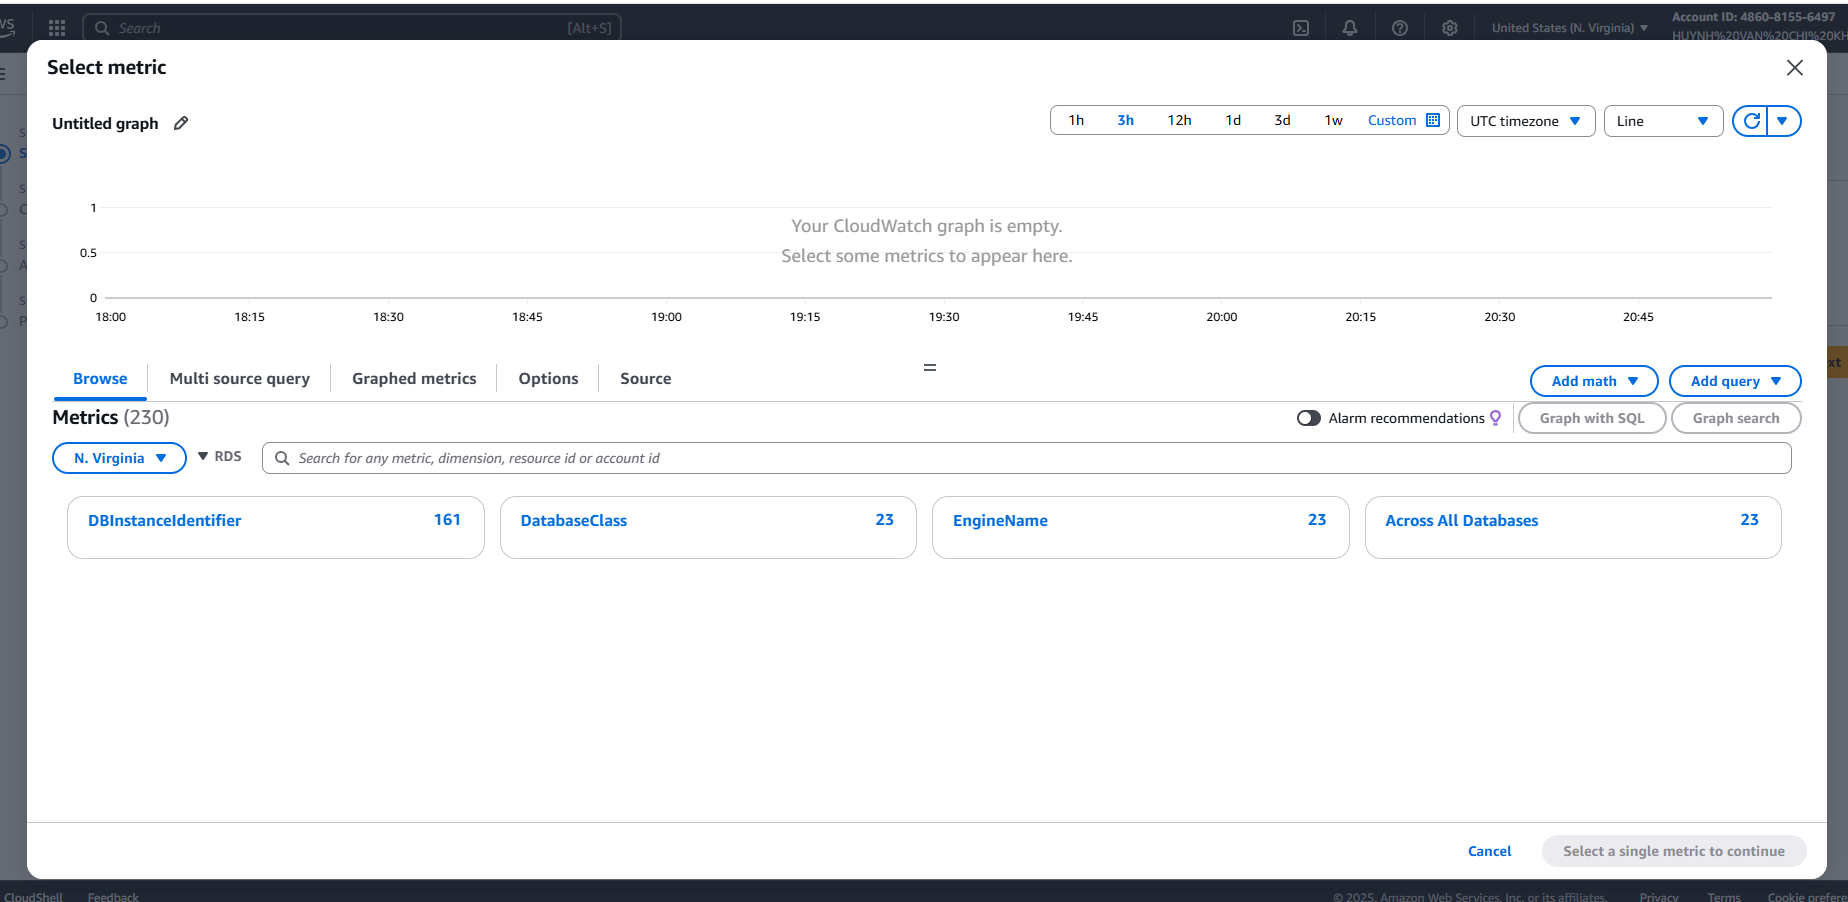 Search [Alt+S] United States (N. Virginia) Account ID: 4860-8155-6497
HUYNH%20VAN%20CHI%20KH
Select metric
Untitled graph 1h 3h 12h 1d 3d 1w Custom UTC timezone Line
1
0.5
0
Your CloudWatch graph is empty.
Select some metrics to appear here.
18:00 18:15 18:30 18:45 19:00 19:15 19:30 19:45 20:00 20:15 20:30 20:45
Browse Multi source query Graphed metrics Options Source Add math Add query
Metrics (230) Alarm recommendations Graph with SQL Graph search
N. Virginia RDS Search for any metric, dimension, resource id or account id
DBInstanceIdentifier 161 DatabaseClass 23 EngineName 23 Across All Databases 23
Cancel Select a single metric to continue
CloudShell Feedback © 2025, Amazon Web Services, Inc. or its affiliates. Privacy Terms Cookie prefer